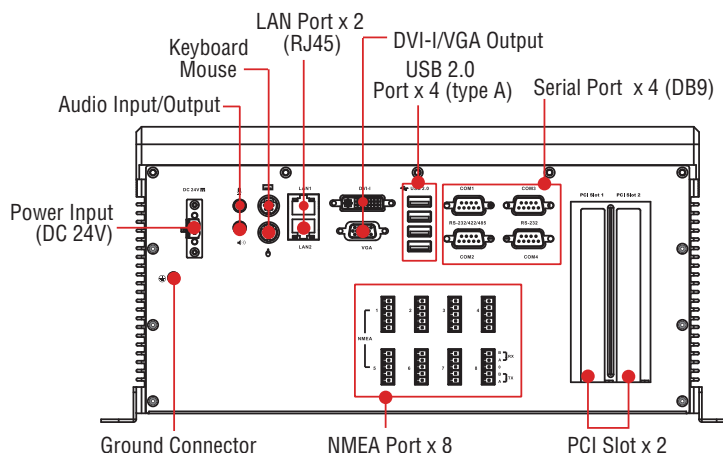 LAN Port x 2
(RJ45)
Keyboard
Mouse
DVI-I/VGA Output
USB 2.0
Port x 4 (type A)
Serial Port x 4 (DB9)
Audio Input/Output
Power Input
(DC 24V)
DC 24V
LAN1
LAN2
DVI-I
VGA
USB 2.0
COM1
COM3
RS-232/422/485
RS-232
COM2
COM4
PCI Slot 1
PCI Slot 2
1
2
3
4
NMEA
5
6
7
8
B
A
RX
B
A
TX
Ground Connector
NMEA Port x 8
PCI Slot x 2